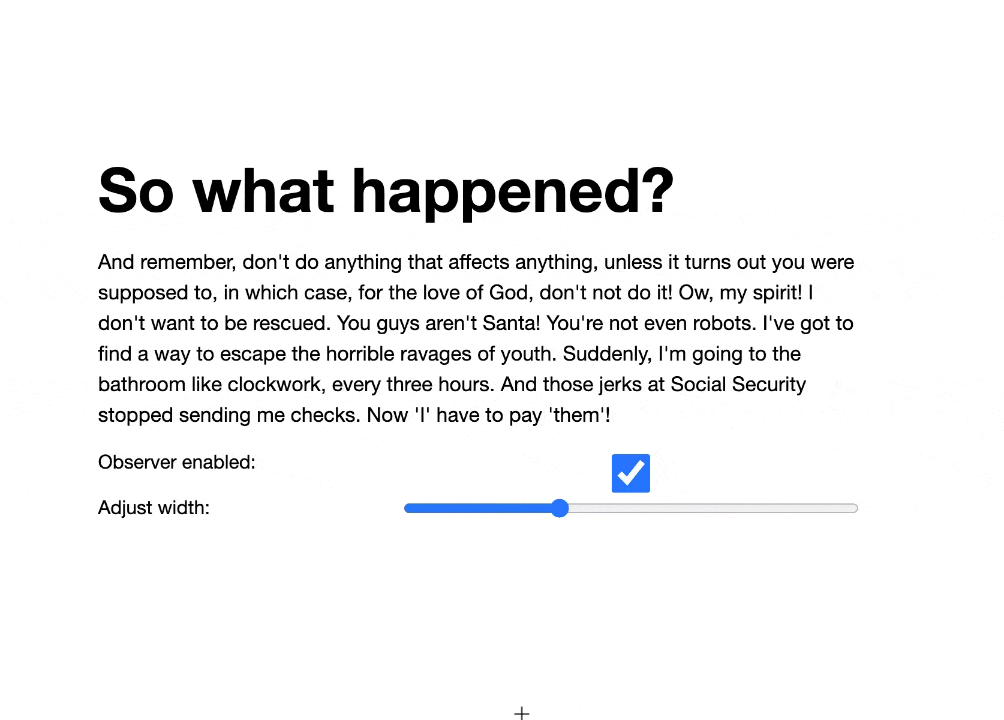 So what happened?
And remember, don't do anything that affects anything, unless it turns out you were
supposed to, in which case, for the love of God, don't not do it! Ow, my spirit! I
don't want to be rescued. You guys aren't Santa! You're not even robots. I've got to
find a way to escape the horrible ravages of youth. Suddenly, I'm going to the
bathroom like clockwork, every three hours. And those jerks at Social Security
stopped sending me checks. Now 'I' have to pay 'them'!
Observer enabled:
Adjust width: